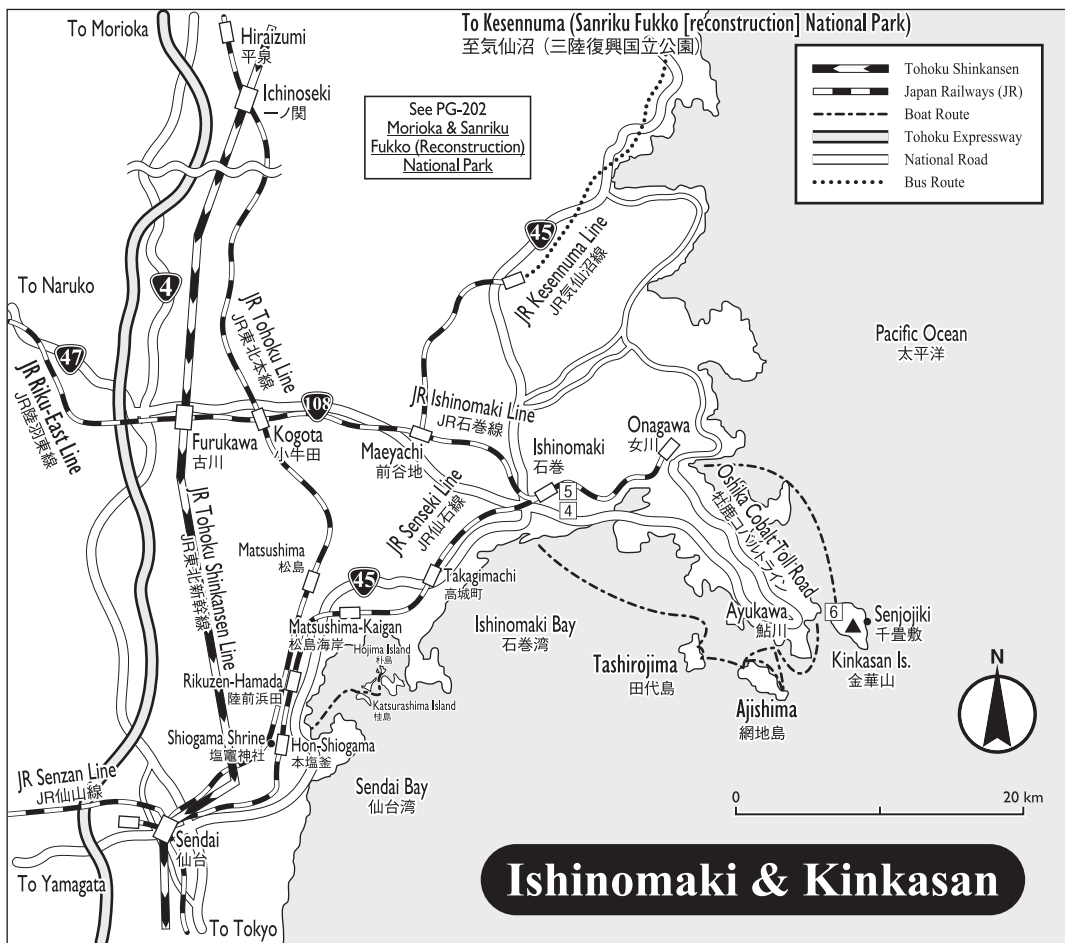 To Morioka
Hiraizumi
平泉
Ichinoseki
一ノ関
To Kesennuma (Sanriku Fukko [reconstruction] National Park)
至気仙沼（三陸復興国立公園）
See PG-202
Morioka & Sanriku
Fukko (Reconstruction)
National Park
Tohoku Shinkansen
Japan Railways (JR)
Boat Route
Tohoku Expressway
National Road
Bus Route
45
JR Kesennuma Line
JR気仙沼線
To Naruko
4
47
JR Tohoku Line
JR東北本線
Pacific Ocean
太平洋
JR Riku-East Line
JR陸羽東線
108
JR Ishinomaki Line
JR石巻線
Furukawa
古川
Kogota
小牛田
Maeyachi
前谷地
Ishinomaki
石巻
Onagawa
女川
5
4
JR Senseki Line
JR仙石線
Oshika Cobalt Toll Road
牡鹿コバルトライン
JR Tohoku Shinkansen Line
JR東北新幹線
Matsushima
松島
45
Takagimachi
高城町
Matsushima-Kaigan
松島海岸
Ishinomaki Bay
石巻湾
Ayukawa
鮎川
6
Senjojiki
千畳敷
Kinkasan Is.
金華山
Hojima Island
朴島
Rikuzen-Hamada
陸前浜田
Katsurashima Island
桂島
Tashirojima
田代島
Ajishima
網地島
N
Shiogama Shrine
塩竈神社
Hon-Shiogama
本塩釜
JR Senzan Line
JR仙山線
Sendai Bay
仙台湾
0
20 km
Sendai
仙台
To Yamagata
To Tokyo
Ishinomaki & Kinkasan